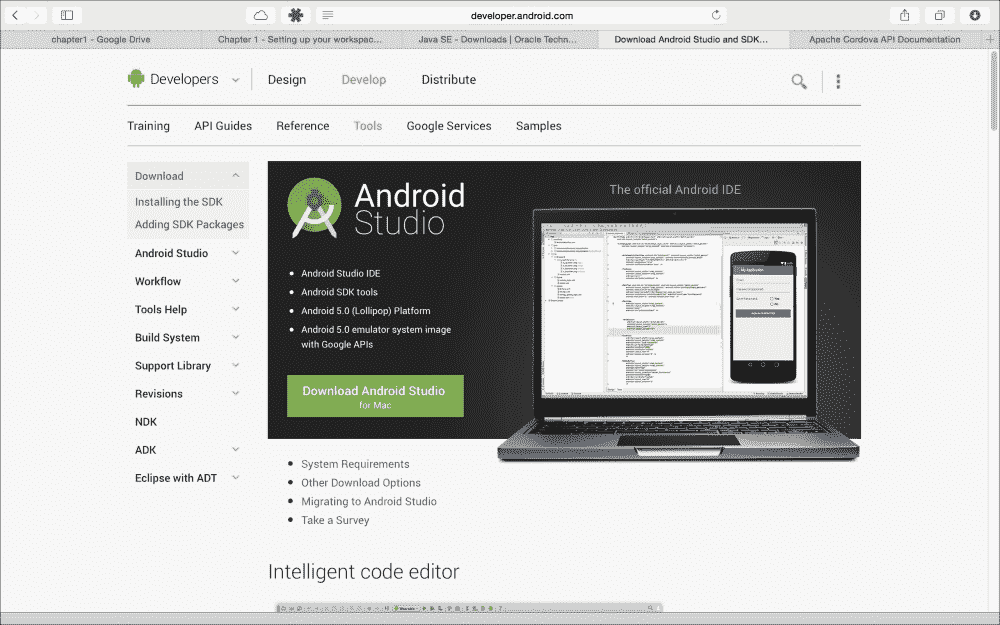 developer.android.com
chapter1 - Google Drive
Chapter 1 - Setting up your workspac...
Java SE - Downloads | Oracle Techn...
Download Android Studio and SDK...
Apache Cordova API Documentation
Developers
Design
Develop
Distribute
Training
API Guides
Reference
Tools
Google Services
Samples
Download
Installing the SDK
Adding SDK Packages
Android Studio
Workflow
Tools Help
Build System
Support Library
Revisions
NDK
ADK
Eclipse with ADT
Android
Studio
The official Android IDE
Android Studio IDE
Android SDK tools
Android 5.0 (Lollipop) Platform
Android 5.0 emulator system image
with Google APIs
Download Android Studio
for Mac
My Application
System Requirements
Other Download Options
Migrating to Android Studio
Take a Survey
Intelligent code editor